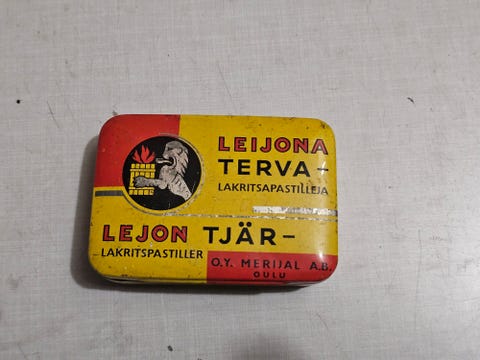 LEIJONA
TERVA-
LAKRITSAPASTILLEJA
LEJON TJÄR-
LAKRITSPASTILLER
O.Y. MERIJAL A.B.
OULU